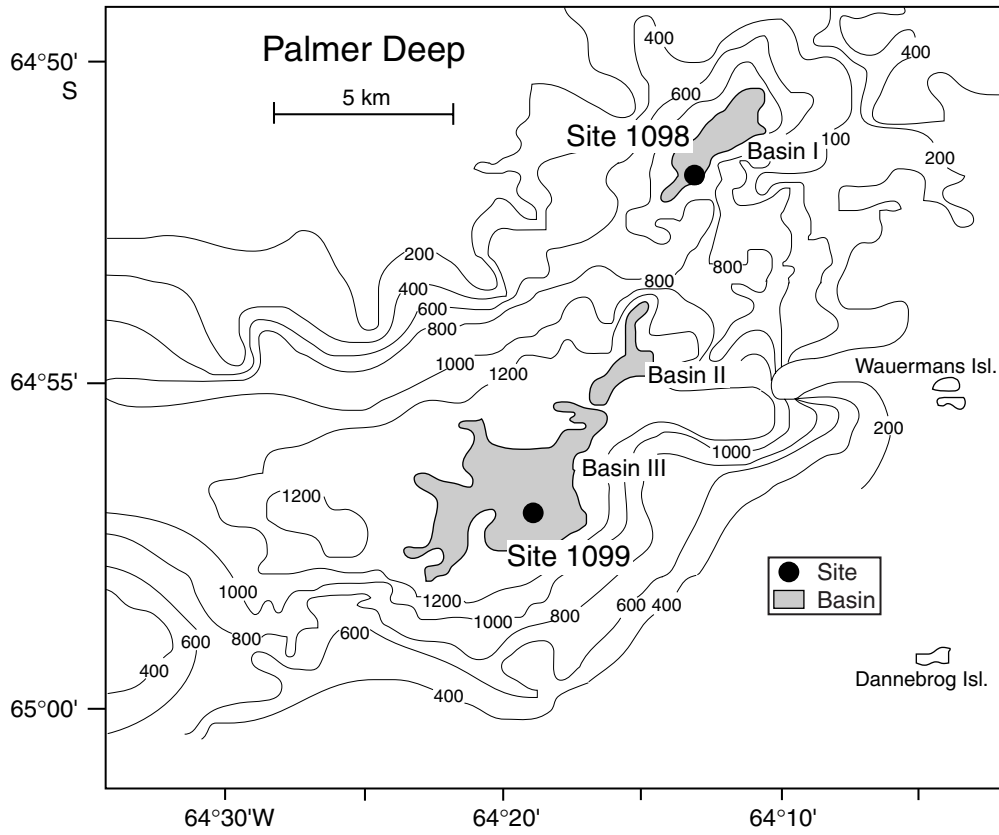 Palmer Deep
5 km
64°50'
S
64°55'
65°00'
400
400
600
Site 1098
Basin I
100
200
200
400
600
800
800
800
1000
1200
Basin II
Wauermans Isl.
200
1000
Basin III
1200
Site 1099
Site
Basin
1000
1200
1000
800
600
400
800
600
600
400
400
Dannebrog Isl.
64°30'W
64°20'
64°10'